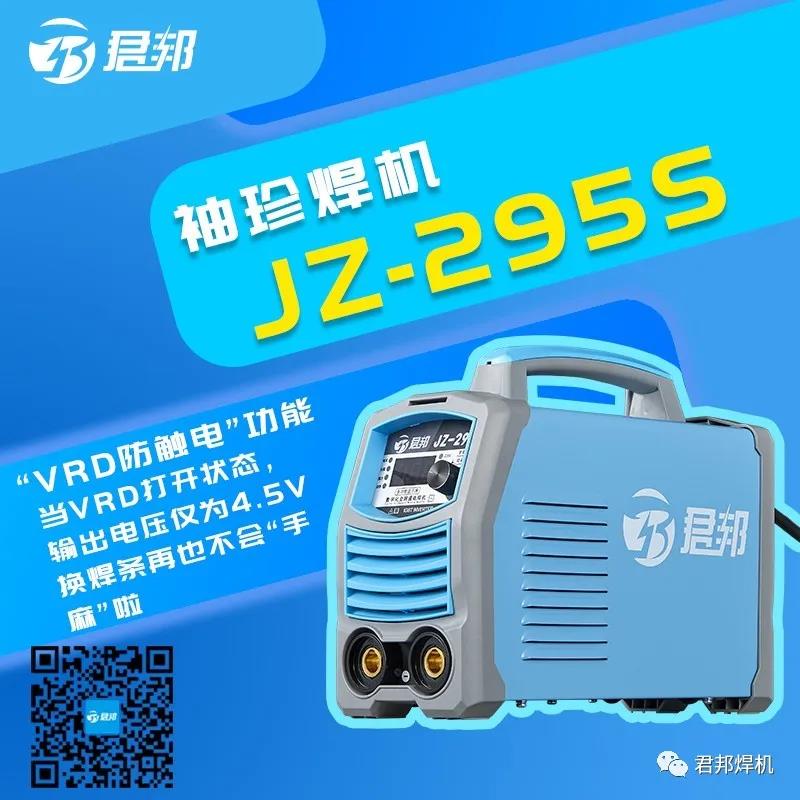 君邦
袖珍焊机
JZ-295S
“VRD防触电”功能
当VRD打开状态，
输出电压仅为4.5V
换焊条再也不会“手
麻”啦
君邦 JZ-29
IGBT INVERTER
君邦
君邦
君邦焊机